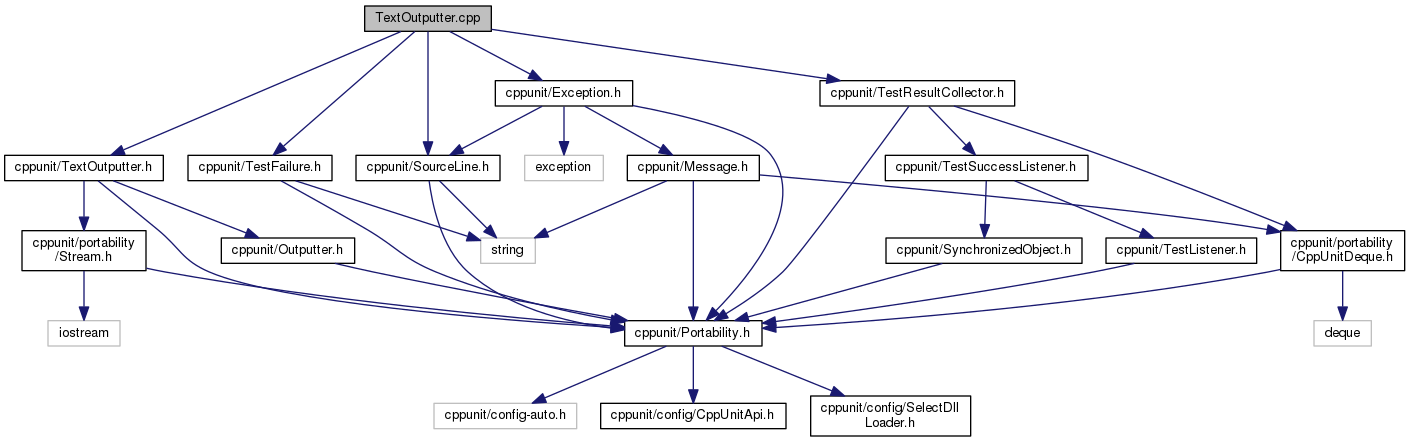 TextOutputter.cpp
cppunit/Exception.h
cppunit/TestResultCollector.h
cppunit/TextOutputter.h
cppunit/TestFailure.h
cppunit/SourceLine.h
exception
cppunit/Message.h
cppunit/TestSuccessListener.h
cppunit/portability
/Stream.h
cppunit/Outputter.h
string
cppunit/SynchronizedObject.h
cppunit/TestListener.h
cppunit/portability
/CppUnitDeque.h
iostream
cppunit/Portability.h
deque
cppunit/config-auto.h
cppunit/config/CppUnitApi.h
cppunit/config/SelectDll
Loader.h